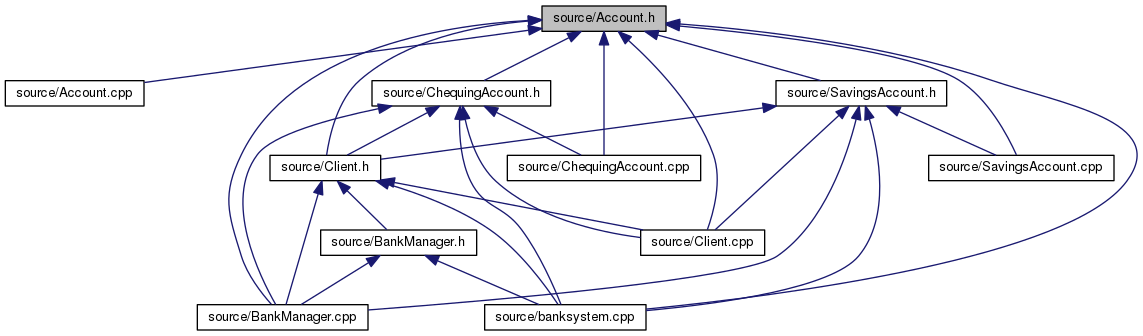 source/Account.h
source/Account.cpp
source/ChequingAccount.h
source/SavingsAccount.h
source/Client.h
source/ChequingAccount.cpp
source/SavingsAccount.cpp
source/BankManager.h
source/Client.cpp
source/BankManager.cpp
source/banksystem.cpp